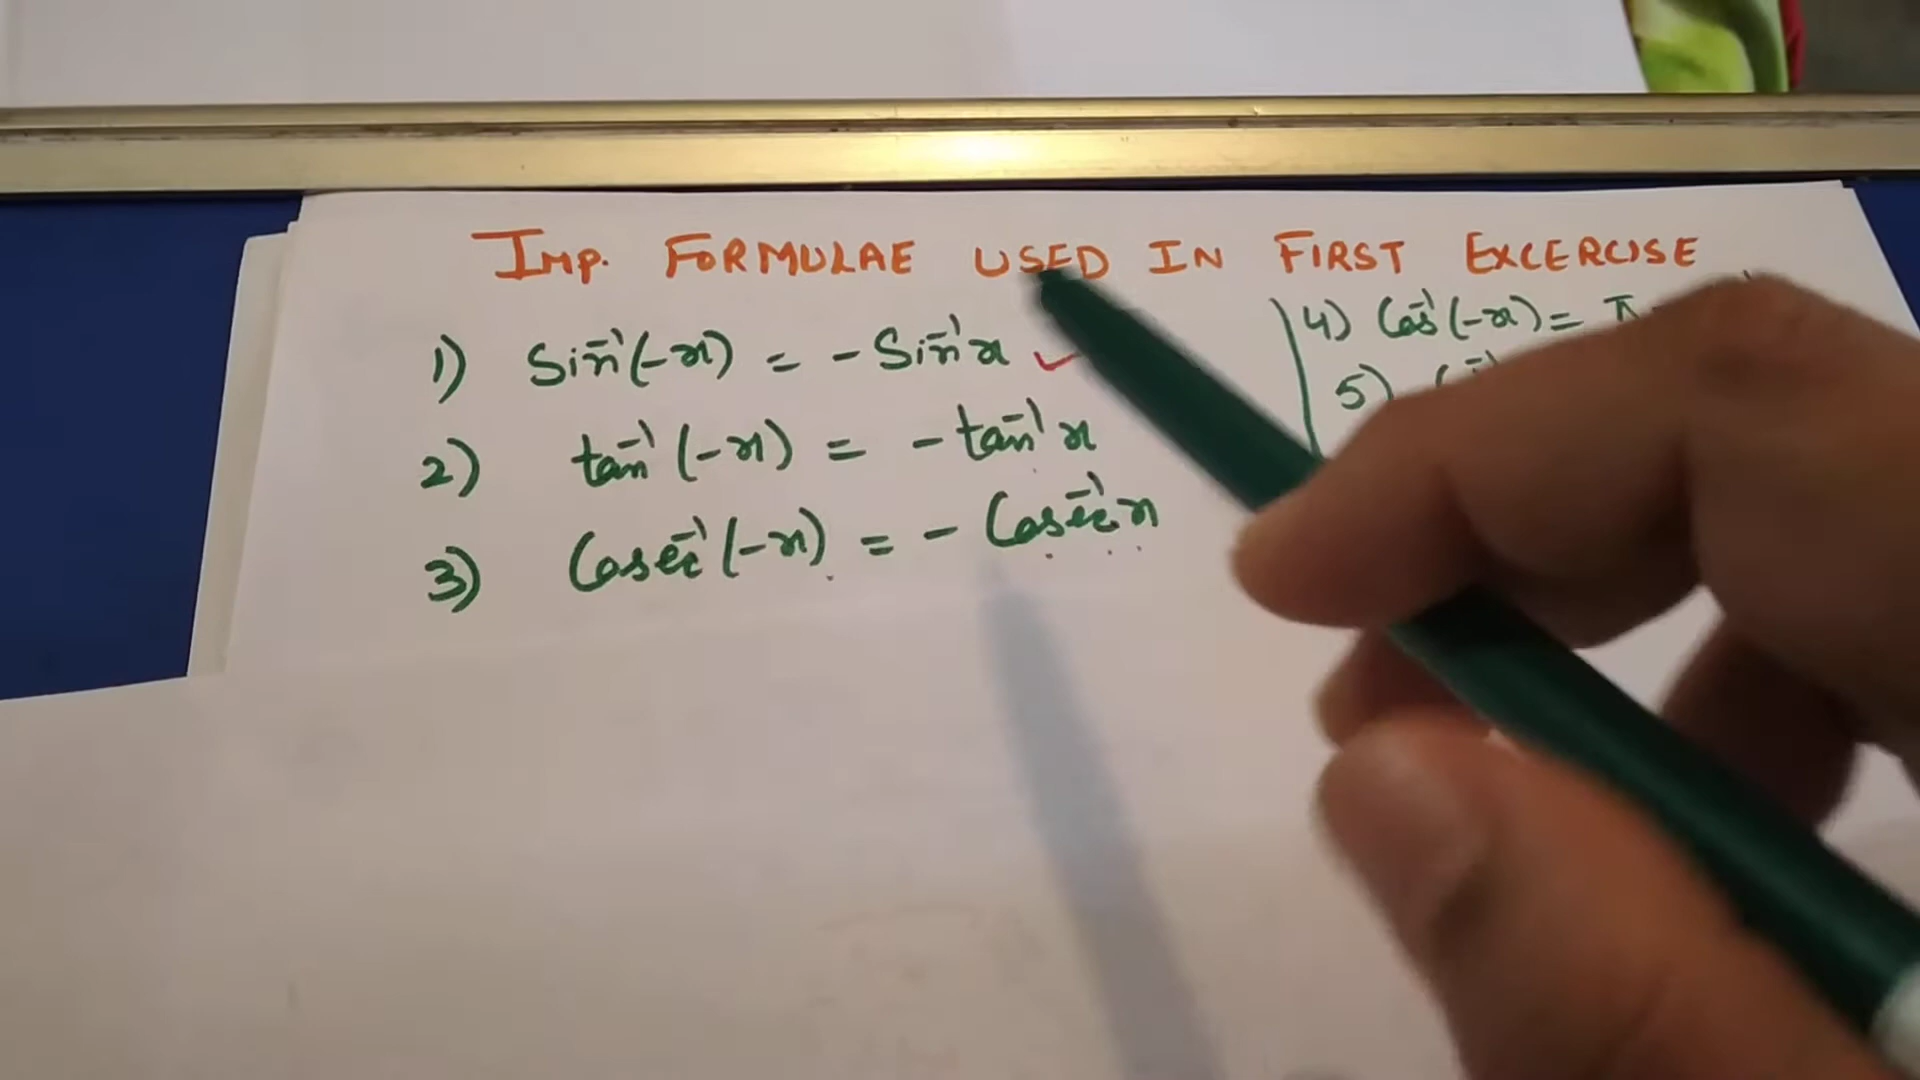 IMP. FORMULAE USED IN FIRST EXCERCISE
1) Sin⁻¹(-x) = - Sin⁻¹x ✓
2) tan⁻¹(-x) = - tan⁻¹x
3) Cosec⁻¹(-x) = - Cosec⁻¹x
4) Cos⁻¹(-x) = π -
5)